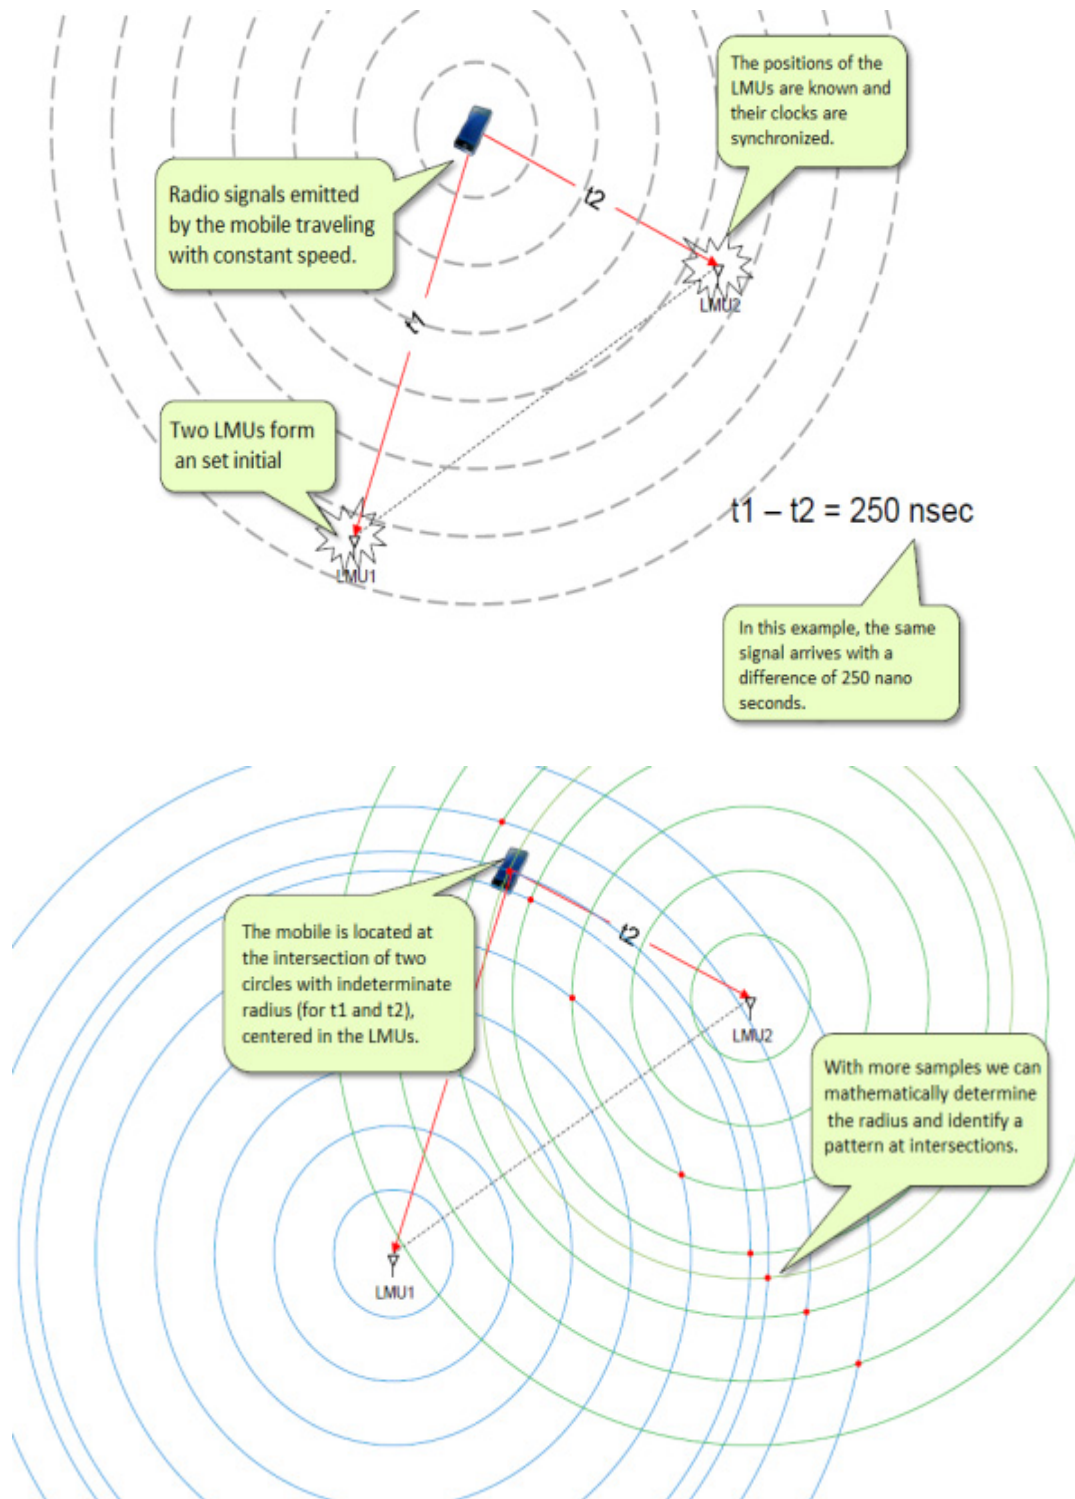 The positions of the
LMUs are known and
their clocks are
synchronized.
Radio signals emitted
by the mobile traveling
with constant speed.
t2
LMU2
t1
Two LMUs form
an set initial
LMU1
t1 – t2 = 250 nsec
In this example, the same
signal arrives with a
difference of 250 nano
seconds.
The mobile is located at
the intersection of two
circles with indeterminate
radius (for t1 and t2),
centered in the LMUs.
t2
LMU2
With more samples we can
mathematically determine
the radius and identify a
pattern at intersections.
LMU1